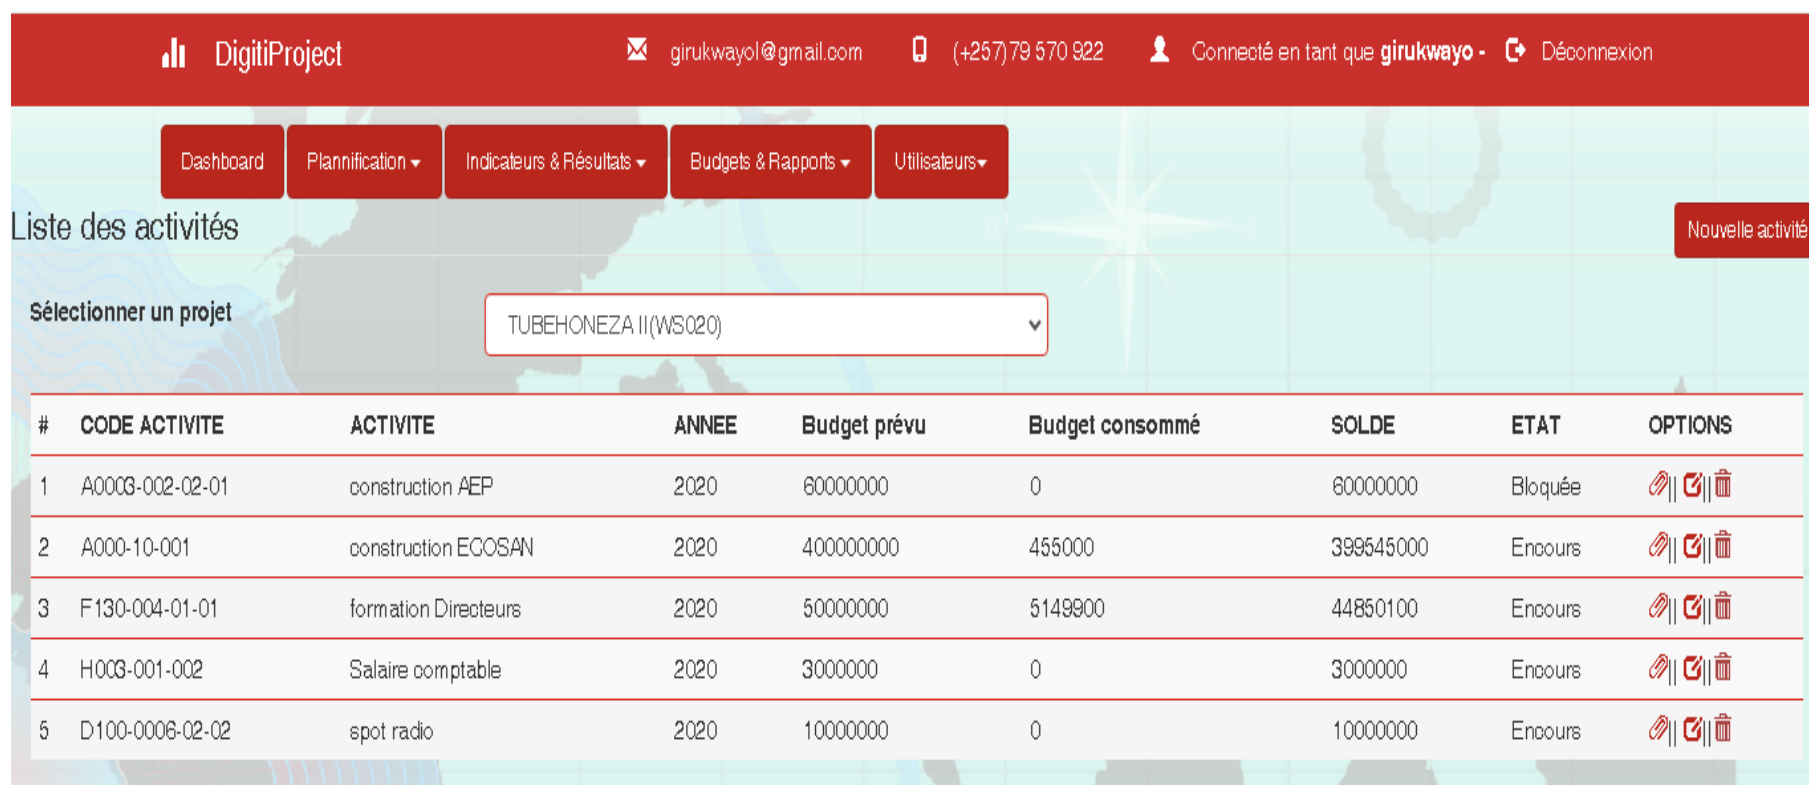 DigitiProject girukwayol@gmail.com (+257)79 570 922 Connecté en tant que girukwayo - Déconnexion
Dashboard Plannification Indicateurs & Résultats Budgets & Rapports Utilisateurs
Liste des activités
Nouvelle activité
Sélectionner un projet TUBEHONEZA II(WS020)
# CODE ACTIVITE ACTIVITE ANNEE Budget prévu Budget consommé SOLDE ETAT OPTIONS
1 A0003-002-02-01 construction AEP 2020 60000000 0 60000000 Bloquée || ||
2 A000-10-001 construction ECOSAN 2020 400000000 455000 399545000 Encours || ||
3 F130-004-01-01 formation Directeurs 2020 50000000 5149900 44850100 Encours || ||
4 H003-001-002 Salaire comptable 2020 3000000 0 3000000 Encours || ||
5 D100-0006-02-02 spot radio 2020 10000000 0 10000000 Encours || ||